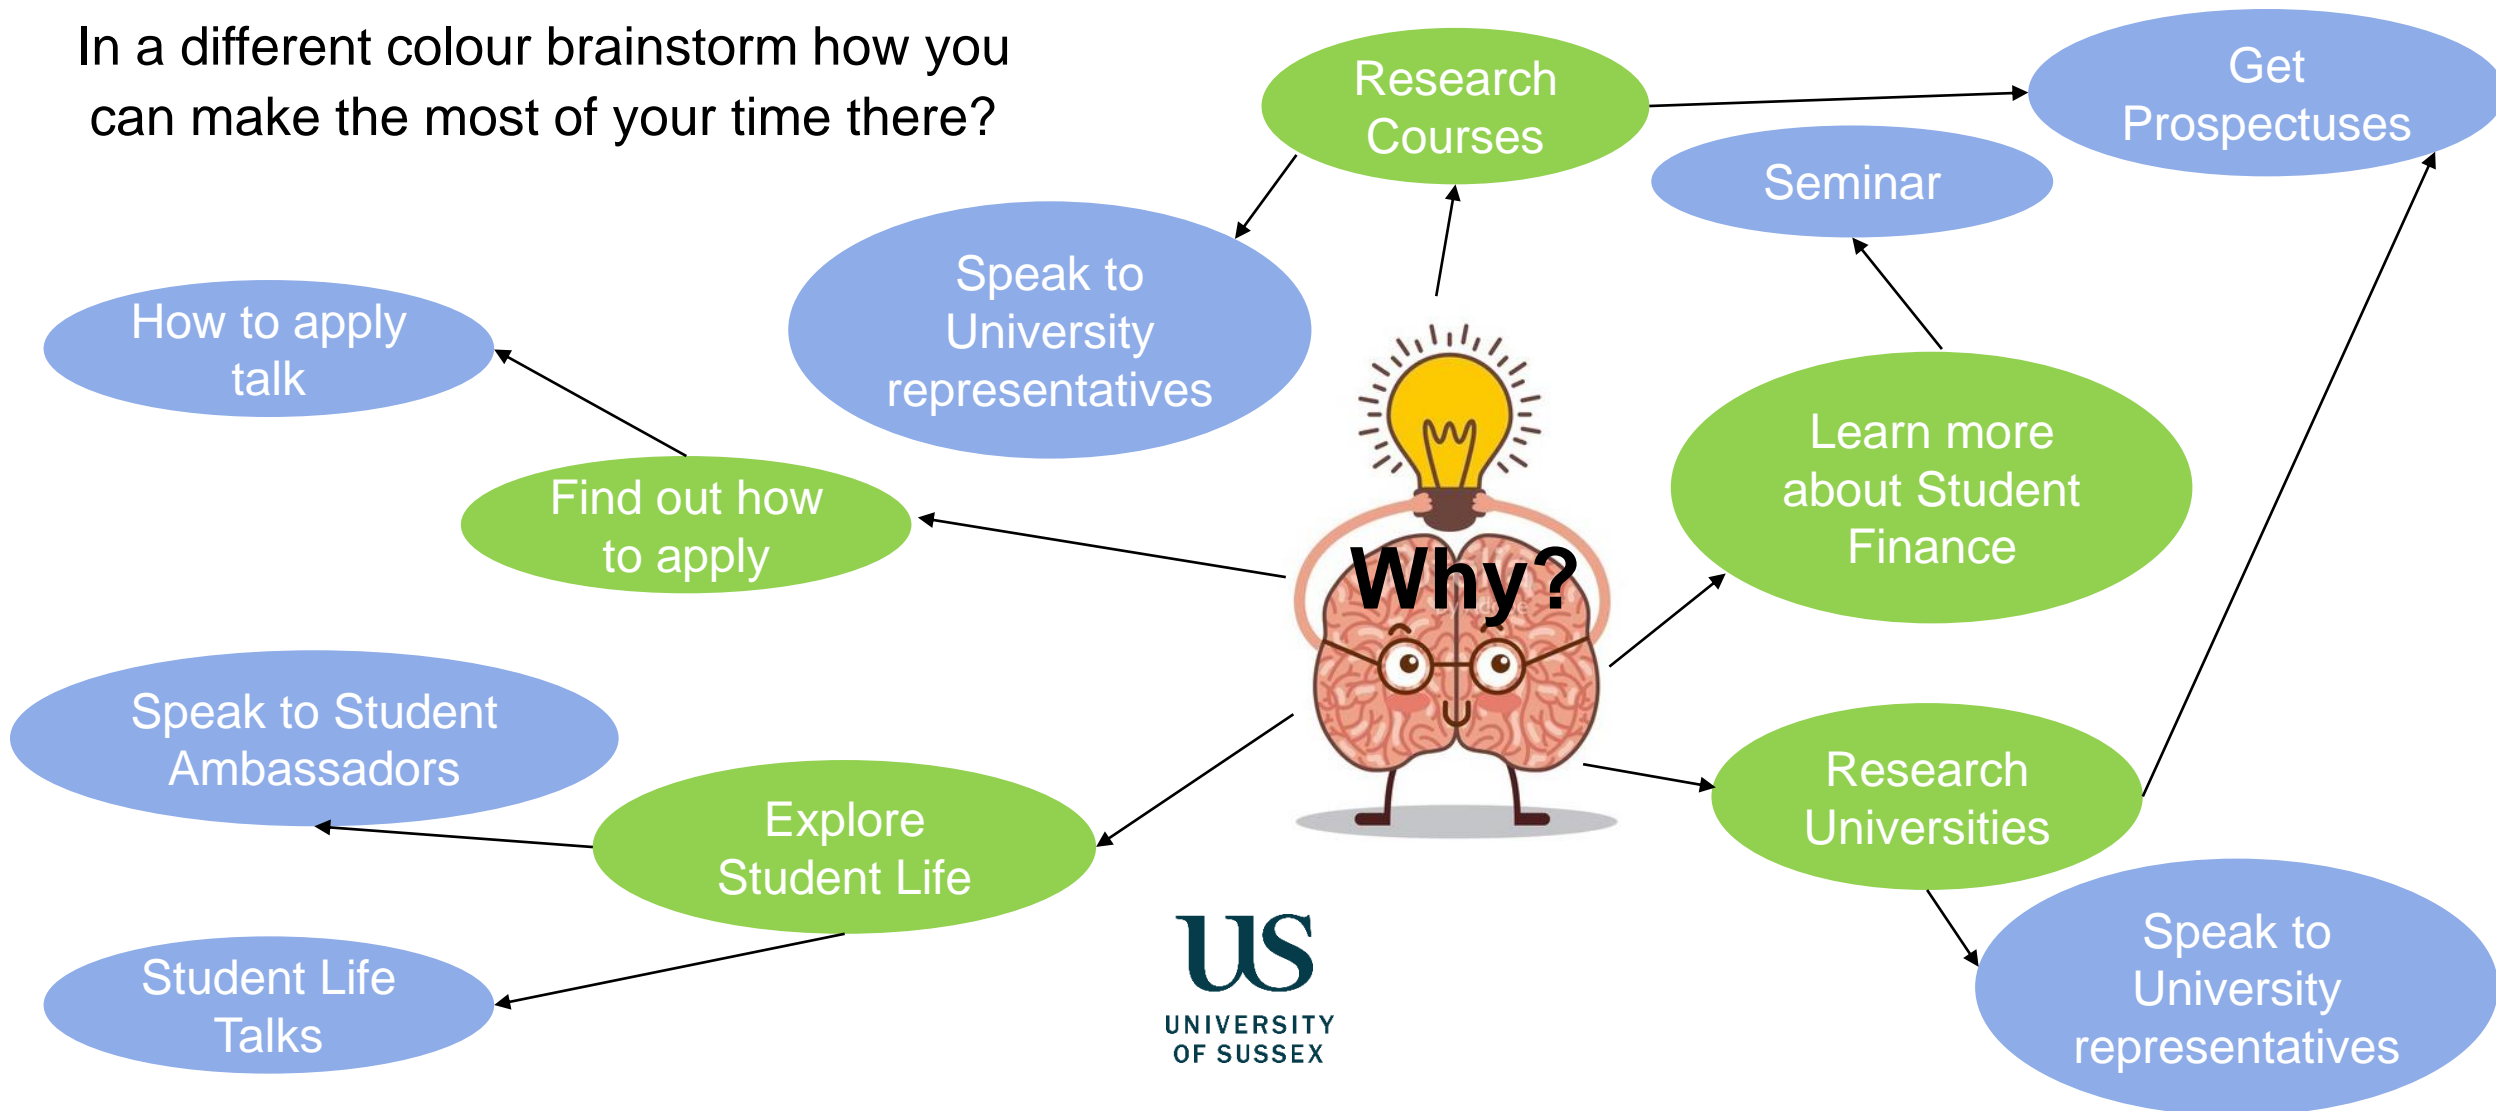 In a different colour brainstorm how you
can make the most of your time there?
Research
Courses
Get
Prospectuses
Seminar
Speak to
University
representatives
How to apply
talk
Learn more
about Student
Finance
Find out how
to apply
Why?
Speak to Student
Ambassadors
Explore
Student Life
Research
Universities
Student Life
Talks
Speak to
University
representatives
US
UNIVERSITY
OF SUSSEX